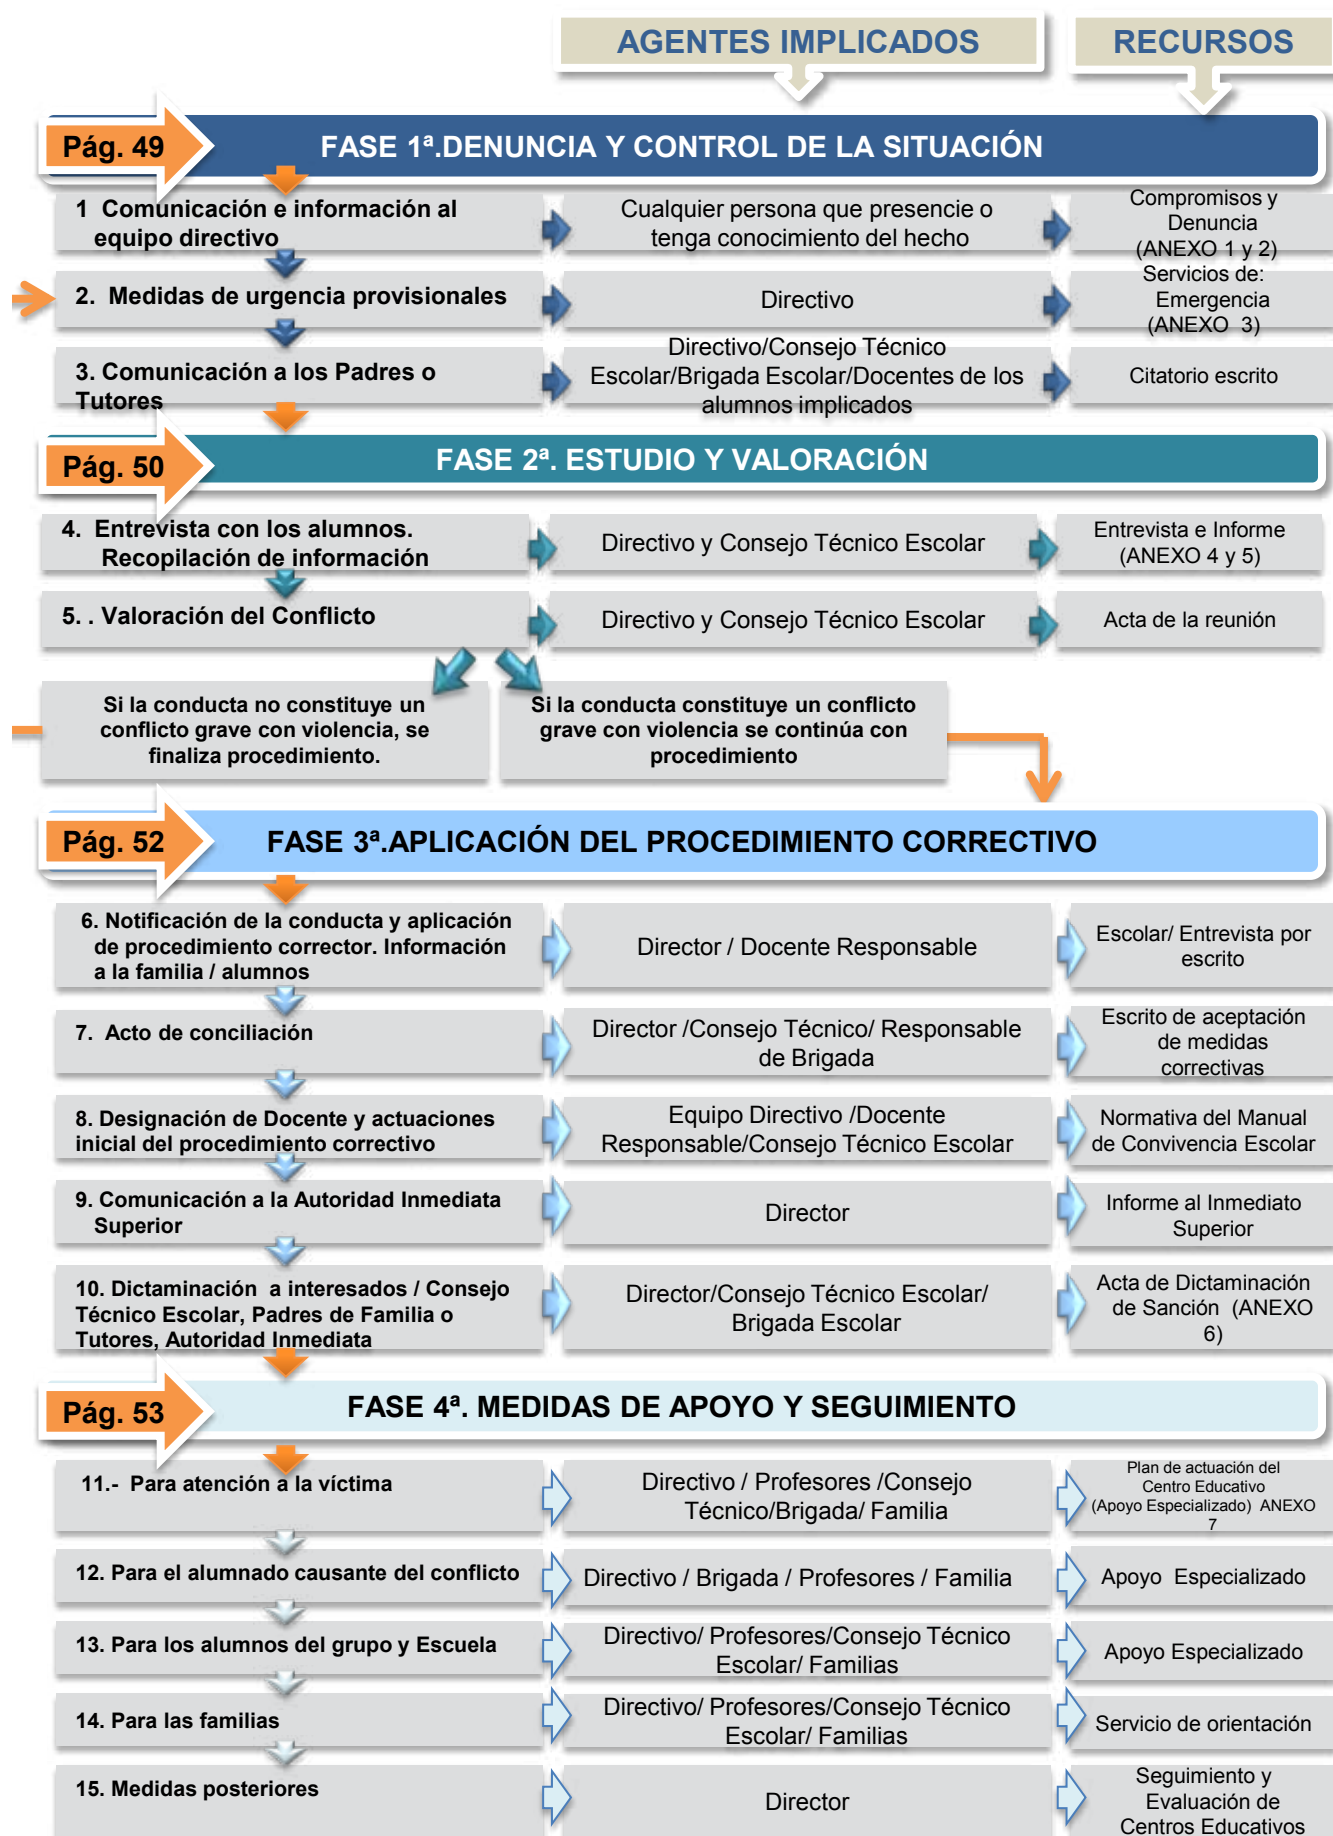 AGENTES IMPLICADOS
RECURSOS
Pág. 49
FASE 1ª.DENUNCIA Y CONTROL DE LA SITUACIÓN
1 Comunicación e información al
equipo directivo
Cualquier persona que presencie o
tenga conocimiento del hecho
Compromisos y
Denuncia
(ANEXO 1 y 2)
2. Medidas de urgencia provisionales
Directivo
Servicios de:
Emergencia
(ANEXO 3)
3. Comunicación a los Padres o
Tutores
Directivo/Consejo Técnico
Escolar/Brigada Escolar/Docentes de los
alumnos implicados
Citatorio escrito
Pág. 50
FASE 2ª. ESTUDIO Y VALORACIÓN
4. Entrevista con los alumnos.
Recopilación de información
Directivo y Consejo Técnico Escolar
Entrevista e Informe
(ANEXO 4 y 5)
5. . Valoración del Conflicto
Directivo y Consejo Técnico Escolar
Acta de la reunión
Si la conducta no constituye un
conflicto grave con violencia, se
finaliza procedimiento.
Si la conducta constituye un conflicto
grave con violencia se continúa con
procedimiento
Pág. 52
FASE 3ª.APLICACIÓN DEL PROCEDIMIENTO CORRECTIVO
6. Notificación de la conducta y aplicación
de procedimiento corrector. Información
a la familia / alumnos
Director / Docente Responsable
Escolar/ Entrevista por
escrito
7. Acto de conciliación
Director /Consejo Técnico/ Responsable
de Brigada
Escrito de aceptación
de medidas
correctivas
8. Designación de Docente y actuaciones
inicial del procedimiento correctivo
Equipo Directivo /Docente
Responsable/Consejo Técnico Escolar
Normativa del Manual
de Convivencia Escolar
9. Comunicación a la Autoridad Inmediata
Superior
Director
Informe al Inmediato
Superior
10. Dictaminación a interesados / Consejo
Técnico Escolar, Padres de Familia o
Tutores, Autoridad Inmediata
Director/Consejo Técnico Escolar/
Brigada Escolar
Acta de Dictaminación
de Sanción (ANEXO
6)
Pág. 53
FASE 4ª. MEDIDAS DE APOYO Y SEGUIMIENTO
11.- Para atención a la víctima
Directivo / Profesores /Consejo
Técnico/Brigada/ Familia
Plan de actuación del
Centro Educativo
(Apoyo Especializado) ANEXO
7
12. Para el alumnado causante del conflicto
Directivo / Brigada / Profesores / Familia
Apoyo Especializado
13. Para los alumnos del grupo y Escuela
Directivo/ Profesores/Consejo Técnico
Escolar/ Familias
Apoyo Especializado
14. Para las familias
Directivo/ Profesores/Consejo Técnico
Escolar/ Familias
Servicio de orientación
15. Medidas posteriores
Director
Seguimiento y
Evaluación de
Centros Educativos